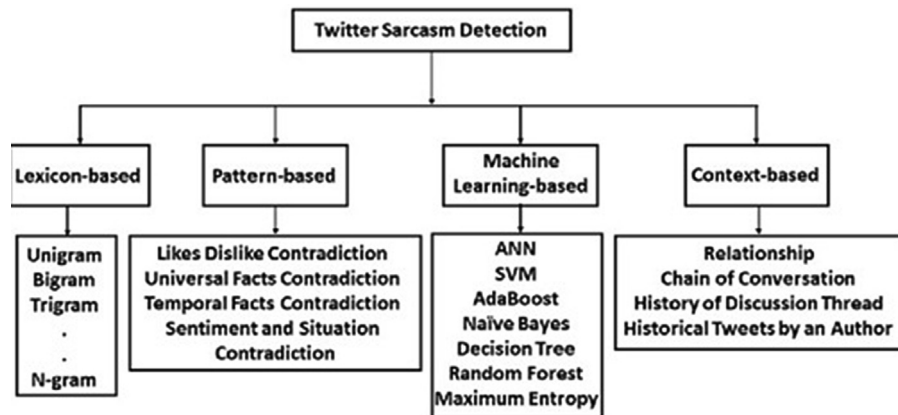 Twitter Sarcasm Detection
Lexicon-based
Pattern-based
Machine
Learning-based
Context-based
Unigram
Bigram
Trigram
.
.
N-gram
Likes Dislike Contradiction
Universal Facts Contradiction
Temporal Facts Contradiction
Sentiment and Situation
Contradiction
ANN
SVM
AdaBoost
Naïve Bayes
Decision Tree
Random Forest
Maximum Entropy
Relationship
Chain of Conversation
History of Discussion Thread
Historical Tweets by an Author